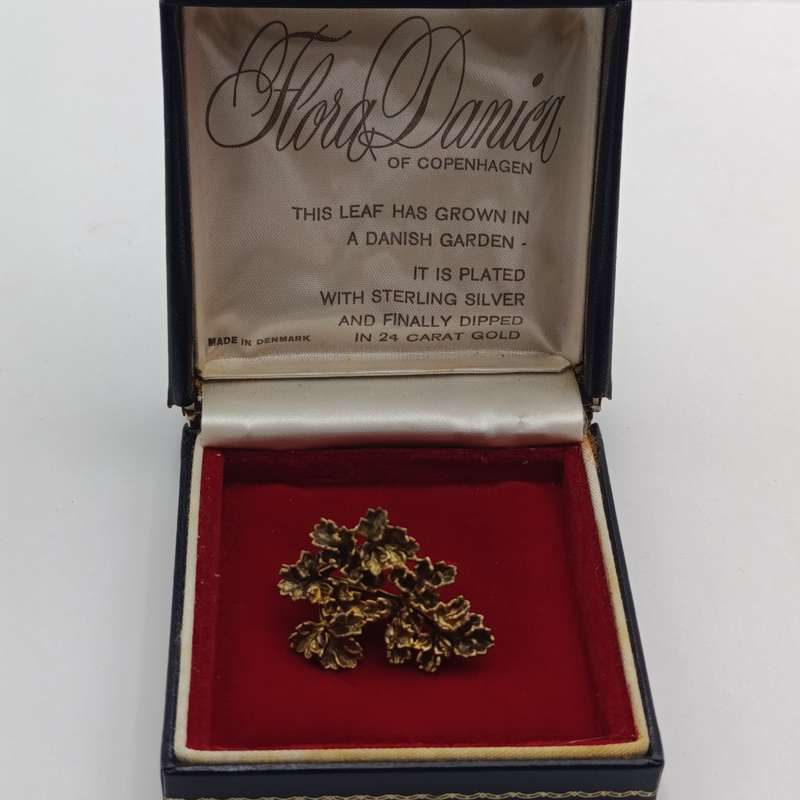 Flora Danica
OF COPENHAGEN
THIS LEAF HAS GROWN IN
A DANISH GARDEN -
IT IS PLATED
WITH STERLING SILVER
AND FINALLY DIPPED
IN 24 CARAT GOLD
MADE IN DENMARK